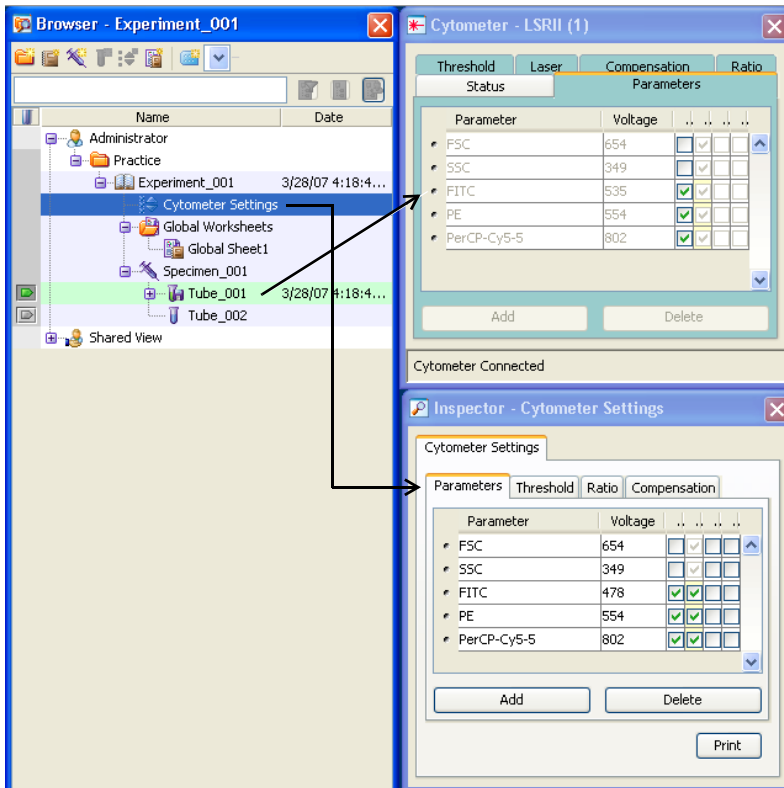 Browser - Experiment_001
Name Date
Administrator
Practice
Experiment_001 3/28/07 4:18:4...
Cytometer Settings
Global Worksheets
Global Sheet1
Specimen_001
Tube_001 3/28/07 4:18:4...
Tube_002
Shared View
Cytometer - LSRII (1)
Threshold Laser Compensation Ratio
Status Parameters
Parameter Voltage .. .. .. ..
FSC 654
SSC 349
FITC 535
PE 554
PerCP-Cy5-5 802
Add Delete
Cytometer Connected
Inspector - Cytometer Settings
Cytometer Settings
Parameters Threshold Ratio Compensation
Parameter Voltage .. .. .. ..
FSC 654
SSC 349
FITC 478
PE 554
PerCP-Cy5-5 802
Add Delete
Print